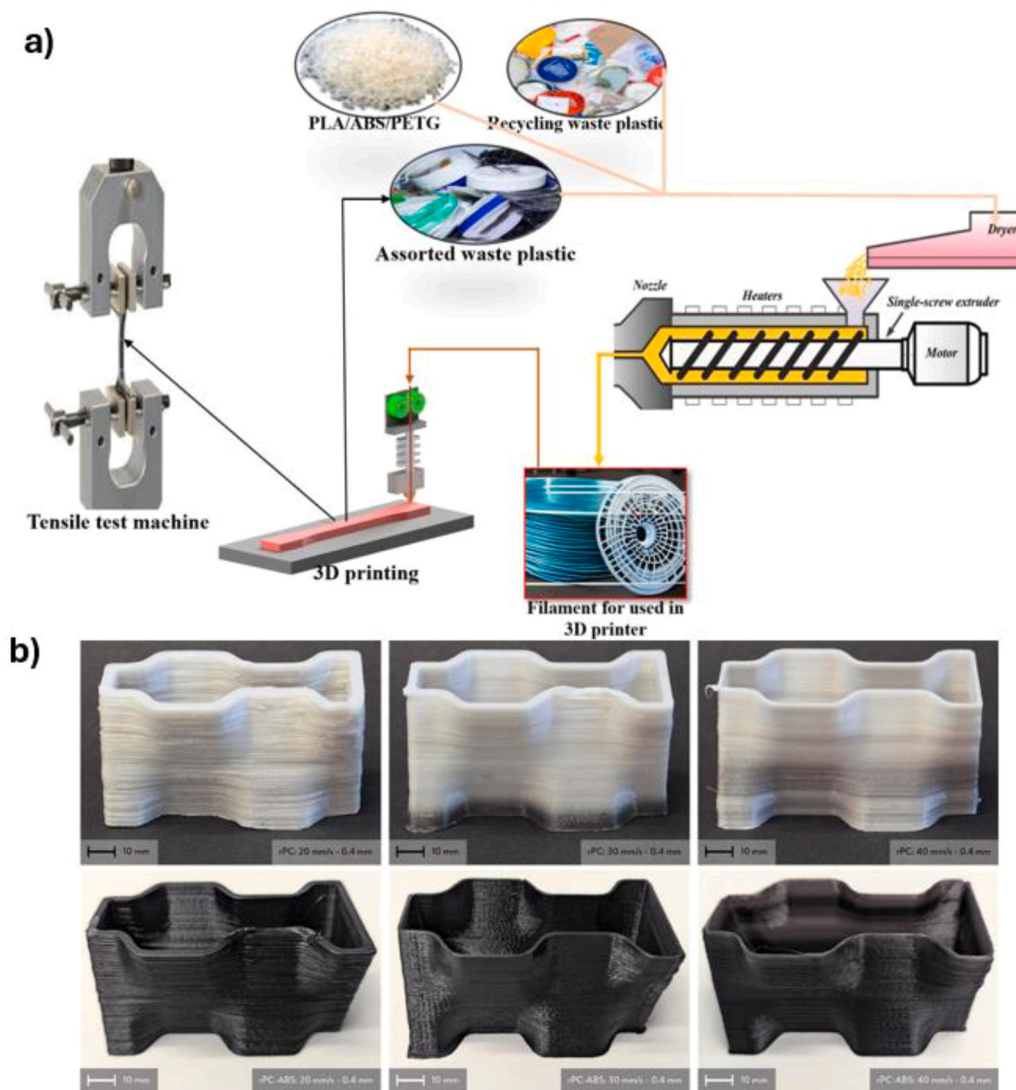 a)
PLA/ABS/PETG
Recycling waste plastic
Assorted waste plastic
Dryer
Nozzle
Heaters
Single-screw extruder
Motor
Tensile test machine
3D printing
Filament for used in
3D printer
b)
10 mm
rPC: 20 mm/s - 0.4 mm
10 mm
rPC: 30 mm/s - 0.4 mm
10 mm
rPC: 40 mm/s - 0.4 mm
10 mm
rPC-ABS: 20 mm/s - 0.4 mm
10 mm
rPC-ABS: 30 mm/s - 0.4 mm
10 mm
rPC-ABS: 40 mm/s - 0.4 mm